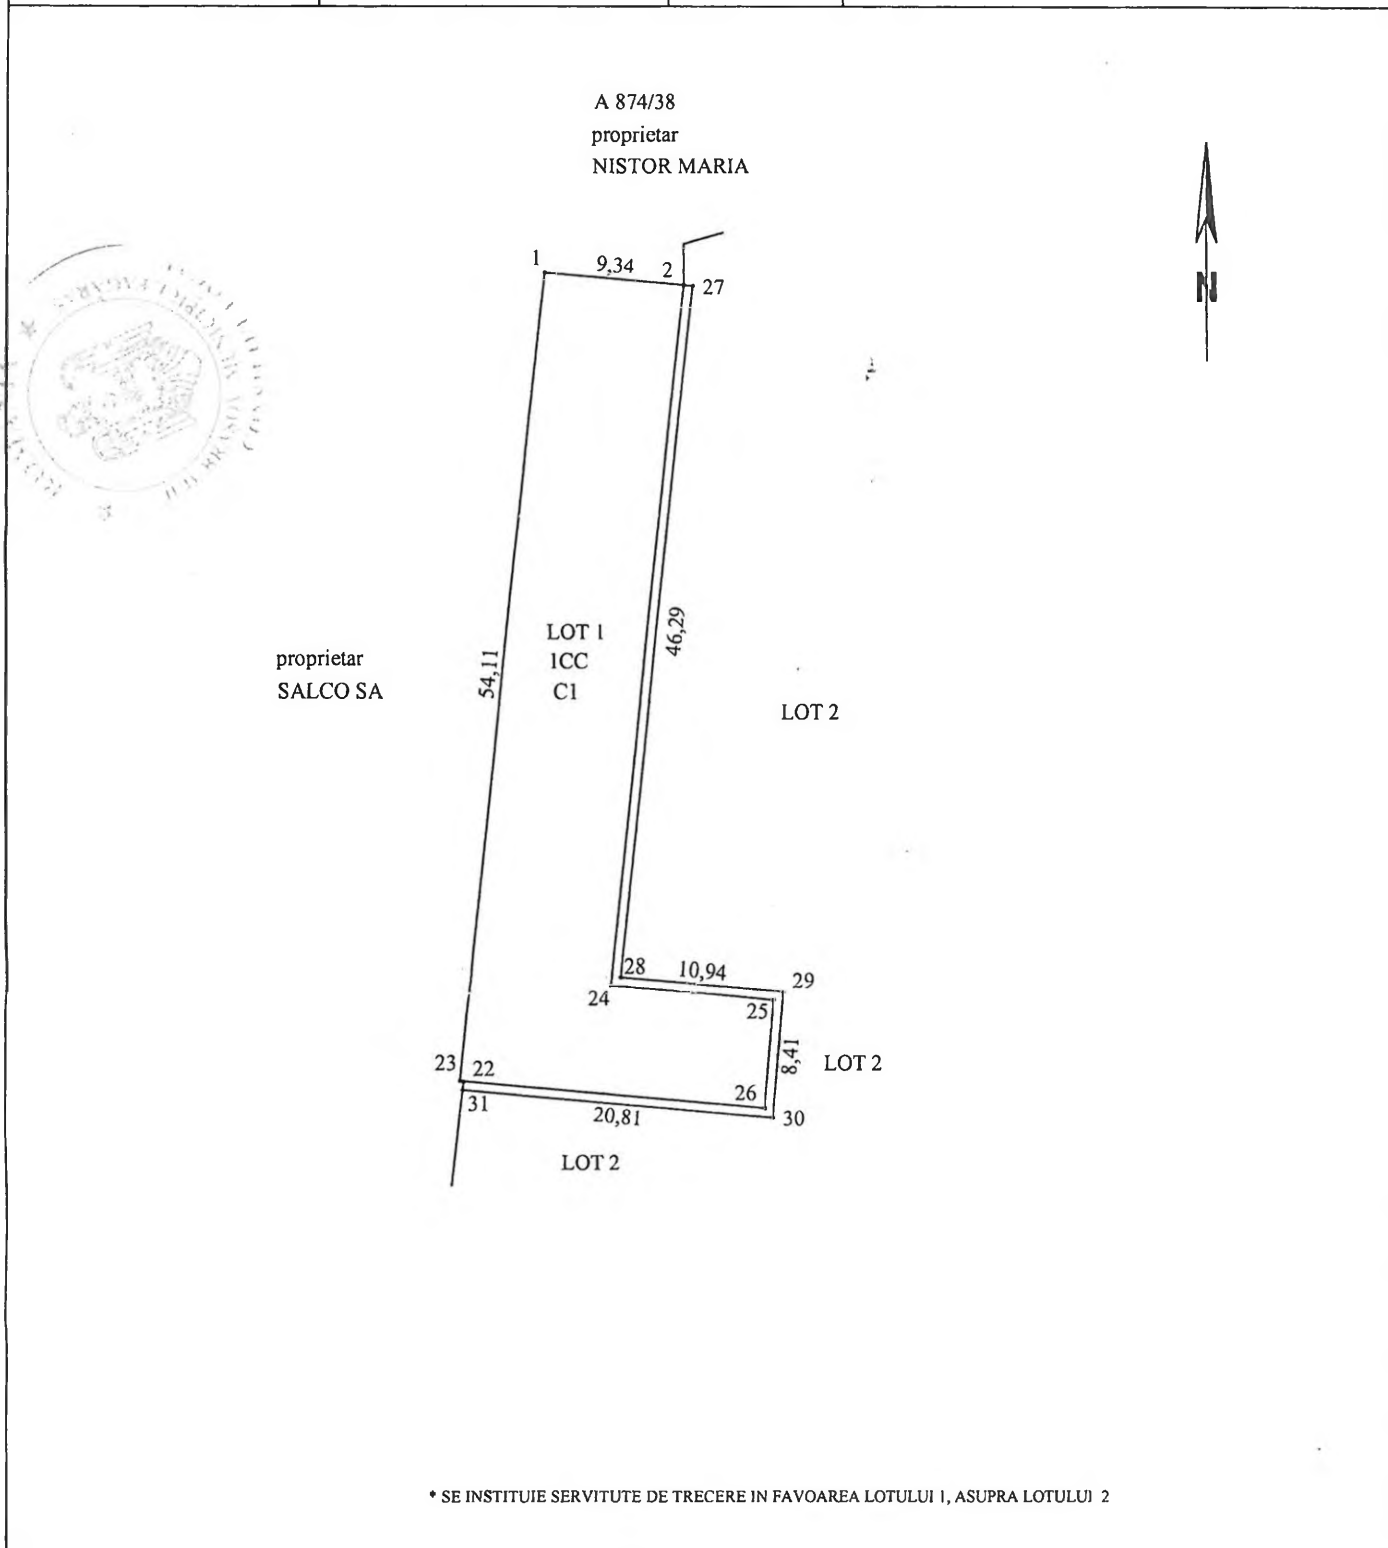 A 874/38
proprietar
NISTOR MARIA
1
9,34
2
27
N
46,29
LOT 1
1CC
C1
54,11
proprietar
SALCO SA
LOT 2
28
10,94
29
24
25
8,41
LOT 2
23
22
26
31
20,81
30
LOT 2
* SE INSTITUIE SERVITUTE DE TRECERE IN FAVOAREA LOTULUI 1, ASUPRA LOTULUI 2